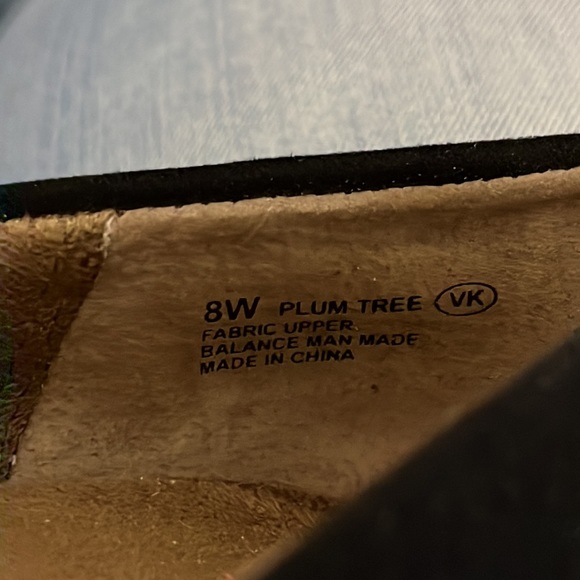 8W PLUM TREE VK
FABRIC UPPER
BALANCE MAN MADE
MADE IN CHINA